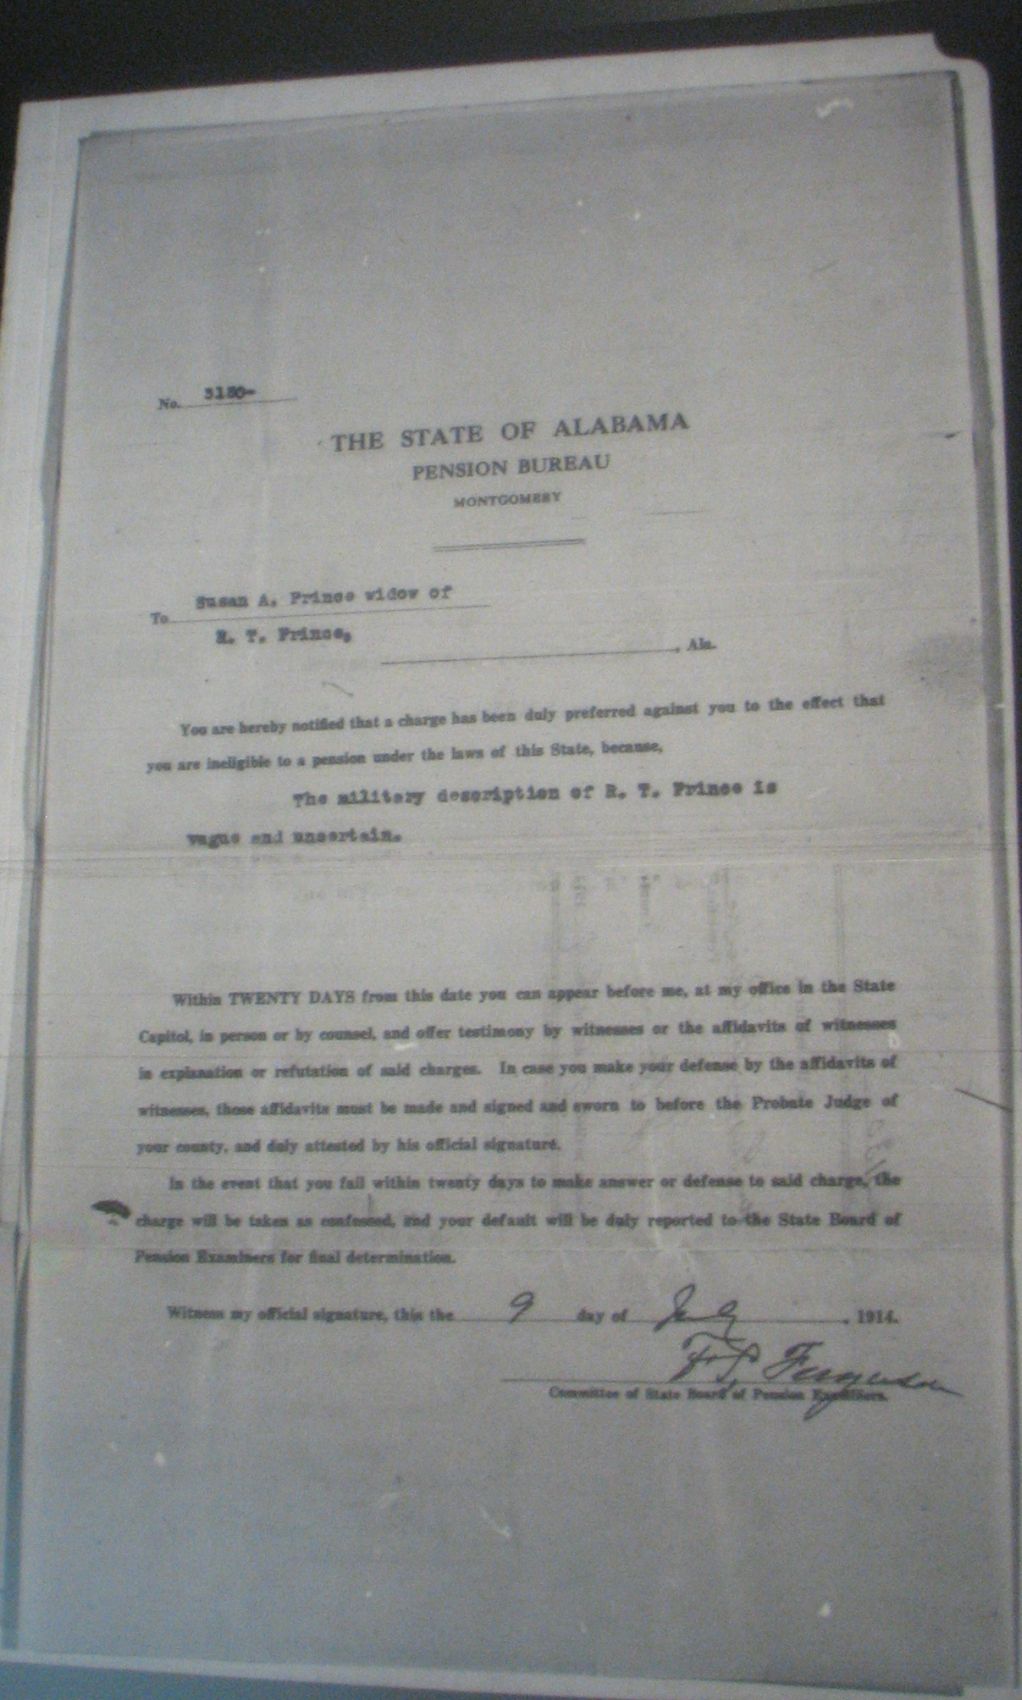 No. 3180-
THE STATE OF ALABAMA
PENSION BUREAU
MONTGOMERY
To Susan A. Prince widow of
R. T. Prince,
, Ala.
You are hereby notified that a charge has been duly preferred against you to the effect that
you are ineligible to a pension under the laws of this State, because,
The military description of R. T. Prince is
vague and uncertain.
Within TWENTY DAYS from this date you can appear before me, at my office in the State
Capitol, in person or by counsel, and offer testimony by witnesses or the affidavits of witnesses
in explanation or refutation of said charges. In case you make your defense by the affidavits of
witnesses, those affidavits must be made and signed and sworn to before the Probate Judge of
your county, and duly attested by his official signature.
In the event that you fail within twenty days to make answer or defense to said charge, the
charge will be taken as confessed, and your default will be duly reported to the State Board of
Pension Examiners for final determination.
Witness my official signature, this the 9 day of July, 1914.
Ferguson
Committee of State Board of Pension Examiners.